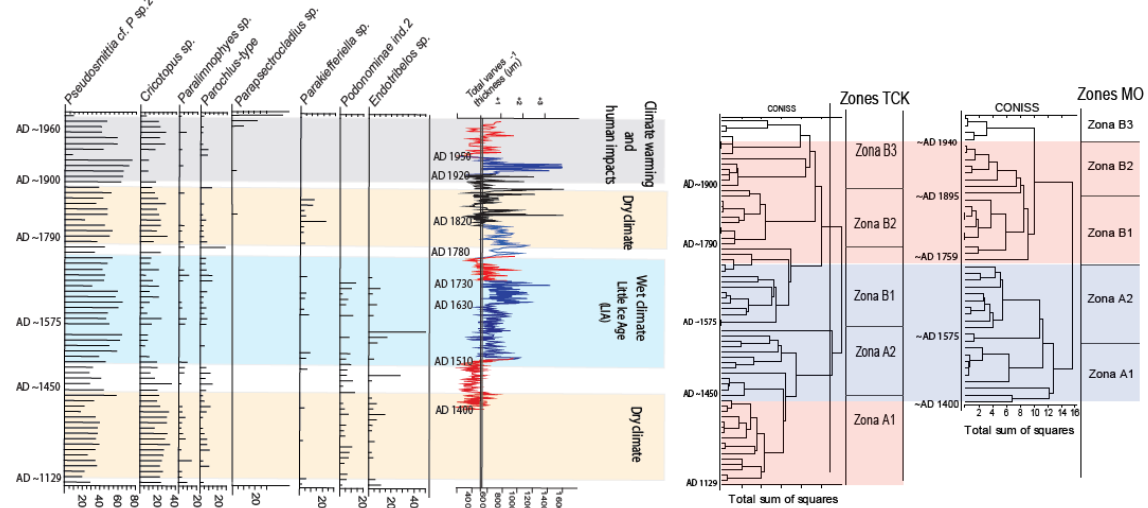 Pseudosmittia cf. P sp.2
Cricotopus sp.
Paralimnophyes sp.
Parochlus-type
Parapsectrocladius sp.
Parakiefferiella sp.
Podonominae ind.2
Endotribelos sp.
Total varves -1
thickness (µm)
+1
+2
+3
Climate warming
and
human impacts
Dry climate
Wet climate
Little Ice Age
(LIA)
Dry climate
AD ~1960
AD ~1900
AD ~1790
AD ~1575
AD ~1450
AD ~1129
AD 1950
AD 1920
AD 1820
AD 1780
AD 1730
AD 1630
AD 1510
AD 1400
20 40 60 80
20 40
20
20
20
20
20
20 40
400
600
800
1000
1200
1400
1600
CONISS
Zones TCK
Zona B3
Zona B2
Zona B1
Zona A2
Zona A1
AD~1900
AD~1790
AD~1575
AD~1450
AD 1129
Total sum of squares
CONISS
Zones MO
Zona B3
Zona B2
Zona B1
Zona A2
Zona A1
~AD 1940
~AD 1895
~AD 1759
~AD 1575
~AD 1400
2 4 6 8 10 12 14 16
Total sum of squares